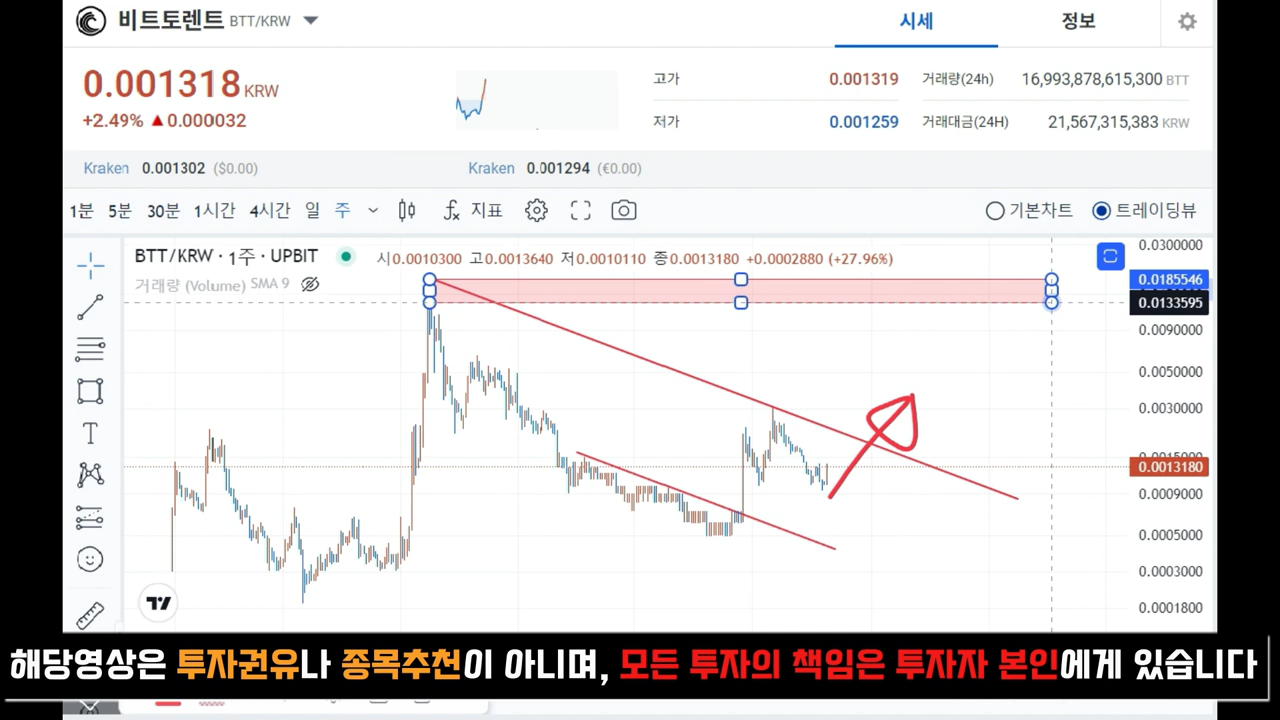 비트토렌트 BTT/KRW
시세
정보
0.001318 KRW
+2.49% ▲0.000032
고가 0.001319
저가 0.001259
거래량(24h) 16,993,878,615,300 BTT
거래대금(24H) 21,567,315,383 KRW
Kraken 0.001302 ($0.00)
Kraken 0.001294 (€0.00)
1분 5분 30분 1시간 4시간 일 주
지표
기본차트 트레이딩뷰
BTT/KRW · 1주 · UPBIT
시0.0010300 고0.0013640 저0.0010110 종0.0013180 +0.0002880 (+27.96%)
거래량 (Volume) SMA 9
0.0300000
0.0185546
0.0133595
0.0090000
0.0050000
0.0030000
0.0015000
0.0013180
0.0009000
0.0005000
0.0003000
0.0001800
해당영상은 투자권유나 종목추천이 아니며, 모든 투자의 책임은 투자자 본인에게 있습니다